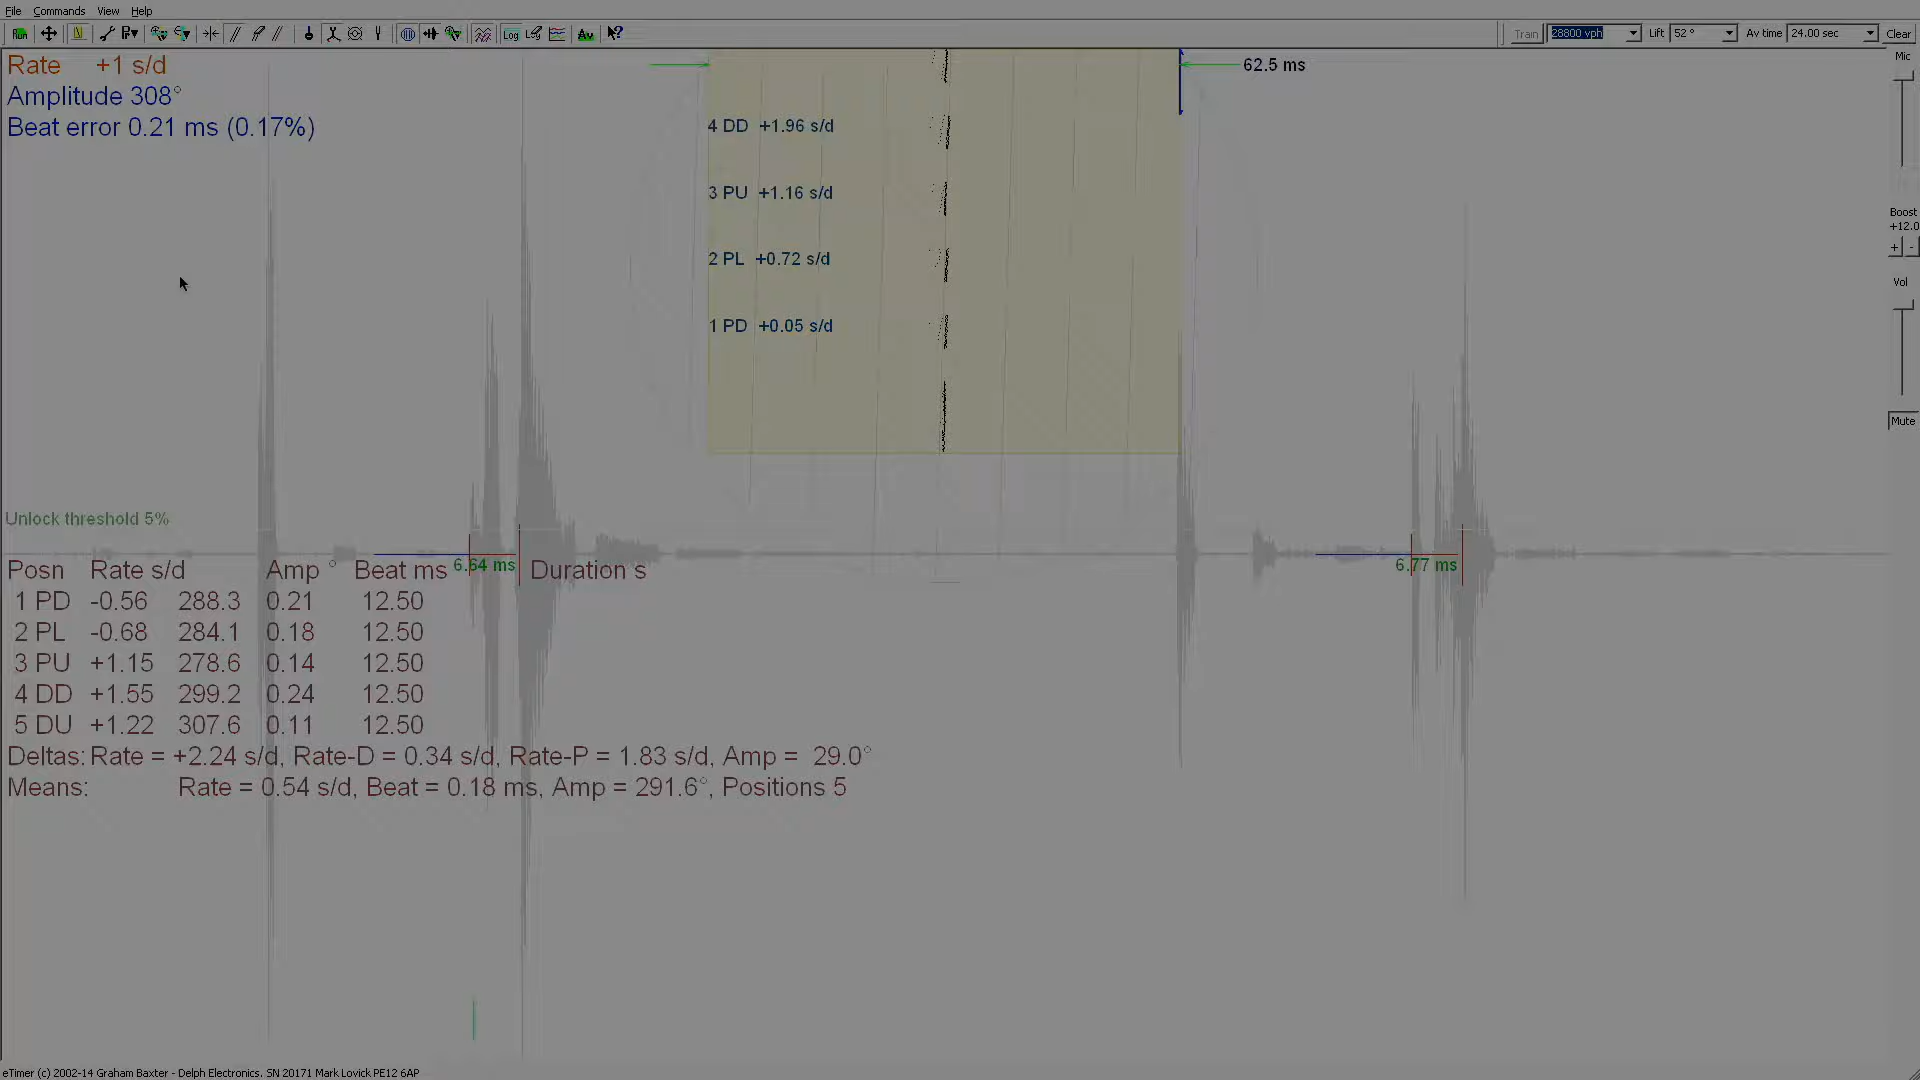 File Commands View Help
Train 28800 vph Lift 52 ° Av time 24.00 sec Clear
Log Av
Rate +1 s/d
Amplitude 308°
Beat error 0.21 ms (0.17%)
62.5 ms
4 DD +1.96 s/d
3 PU +1.16 s/d
2 PL +0.72 s/d
1 PD +0.05 s/d
Mic
Boost
+12.0
+ -
Vol
Mute
Unlock threshold 5%
6.64 ms
6.77 ms
Posn Rate s/d Amp ° Beat ms Duration s
1 PD -0.56 288.3 0.21 12.50
2 PL -0.68 284.1 0.18 12.50
3 PU +1.15 278.6 0.14 12.50
4 DD +1.55 299.2 0.24 12.50
5 DU +1.22 307.6 0.11 12.50
Deltas: Rate = +2.24 s/d, Rate-D = 0.34 s/d, Rate-P = 1.83 s/d, Amp = 29.0°
Means: Rate = 0.54 s/d, Beat = 0.18 ms, Amp = 291.6°, Positions 5
eTimer (c) 2002-14 Graham Baxter - Delph Electronics. SN 20171 Mark Lovick PE12 6AP